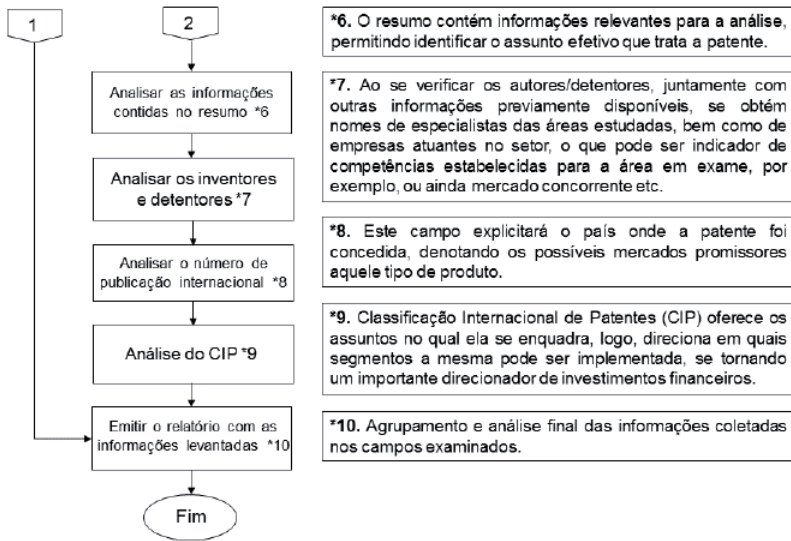 1
2
Analisar as informações
contidas no resumo *6
Analisar os inventores
e detentores *7
Analisar o número de
publicação internacional *8
Análise do CIP *9
Emitir o relatório com as
informações levantadas *10
Fim
*6. O resumo contém informações relevantes para a análise,
permitindo identificar o assunto efetivo que trata a patente.
*7. Ao se verificar os autores/detentores, juntamente com
outras informações previamente disponíveis, se obtém
nomes de especialistas das áreas estudadas, bem como de
empresas atuantes no setor, o que pode ser indicador de
competências estabelecidas para a área em exame, por
exemplo, ou ainda mercado concorrente etc.
*8. Este campo explicitará o país onde a patente foi
concedida, denotando os possíveis mercados promissores
aquele tipo de produto.
*9. Classificação Internacional de Patentes (CIP) oferece os
assuntos no qual ela se enquadra, logo, direciona em quais
segmentos a mesma pode ser implementada, se tornando
um importante direcionador de investimentos financeiros.
*10. Agrupamento e análise final das informações coletadas
nos campos examinados.